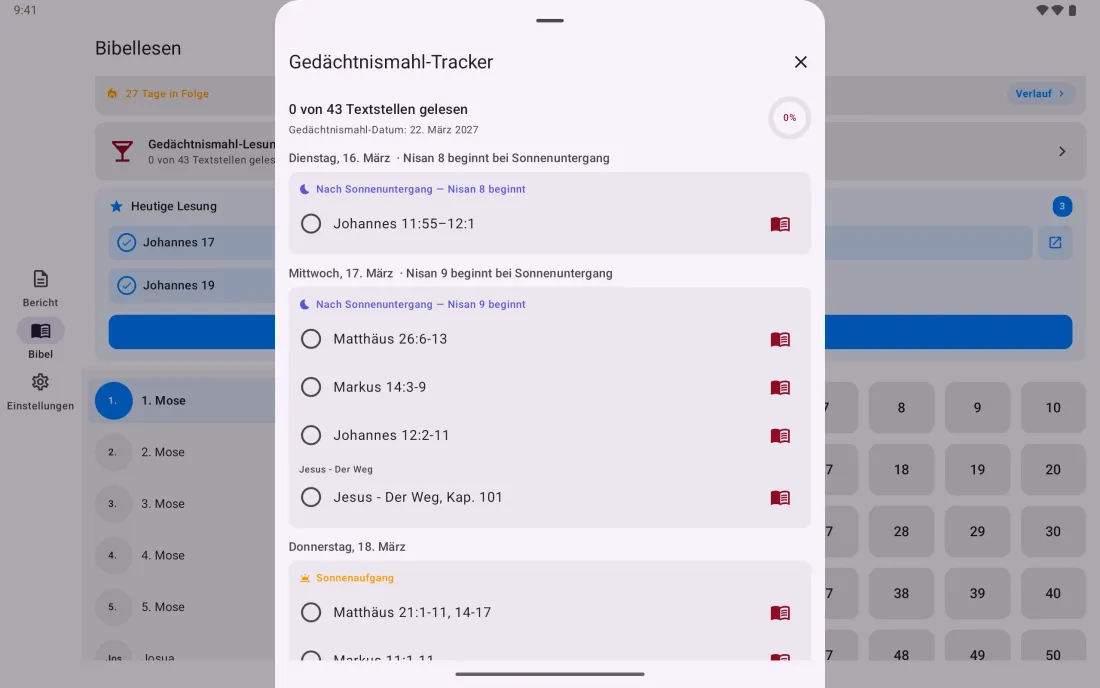 9:41
Bibellesen
27 Tage in Folge
Verlauf
Gedächtnismahl-Lesun
0 von 43 Textstellen geles
Heutige Lesung
3
Johannes 17
Johannes 19
Bericht
Bibel
Einstellungen
1. 1. Mose
2. 2. Mose
3. 3. Mose
4. 4. Mose
5. 5. Mose
Jos Josua
Gedächtnismahl-Tracker
0 von 43 Textstellen gelesen
Gedächtnismahl-Datum: 22. März 2027
0%
Dienstag, 16. März · Nisan 8 beginnt bei Sonnenuntergang
Nach Sonnenuntergang — Nisan 8 beginnt
Johannes 11:55–12:1
Mittwoch, 17. März · Nisan 9 beginnt bei Sonnenuntergang
Nach Sonnenuntergang — Nisan 9 beginnt
Matthäus 26:6-13
Markus 14:3-9
Johannes 12:2-11
Jesus - Der Weg
Jesus - Der Weg, Kap. 101
Donnerstag, 18. März
Sonnenaufgang
Matthäus 21:1-11, 14-17
Markus 11:1-11
7 8 9 10
7 18 19 20
7 28 29 30
7 38 39 40
7 48 49 50